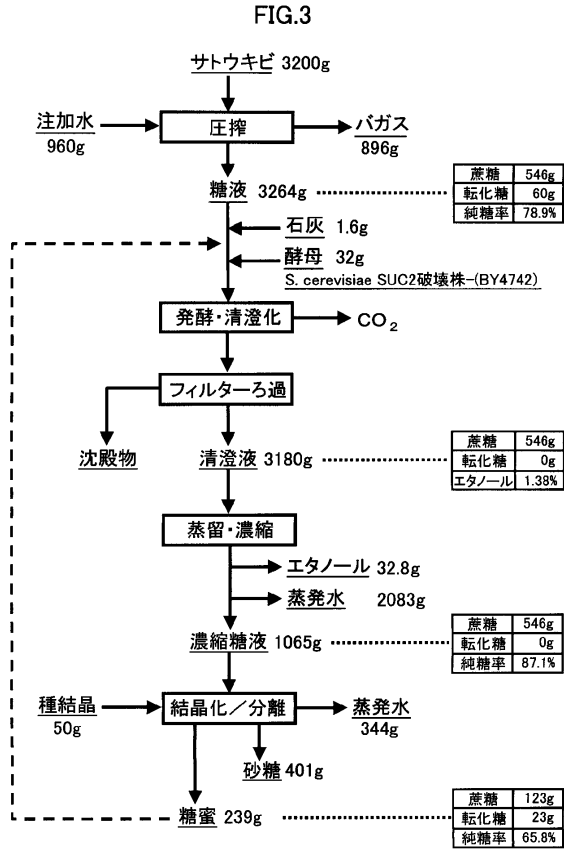 FIG.3
サトウキビ 3200g
注加水
960g
圧搾
バガス
896g
糖液 3264g
蔗糖 546g
転化糖 60g
純糖率 78.9%
石灰 1.6g
酵母 32g
S. cerevisiae SUC2破壊株-(BY4742)
発酵・清澄化
CO₂
フィルターろ過
沈殿物
清澄液 3180g
蔗糖 546g
転化糖 0g
エタノール 1.38%
蒸留・濃縮
エタノール 32.8g
蒸発水 2083g
濃縮糖液 1065g
蔗糖 546g
転化糖 0g
純糖率 87.1%
種結晶
50g
結晶化／分離
蒸発水
344g
砂糖 401g
糖蜜 239g
蔗糖 123g
転化糖 23g
純糖率 65.8%